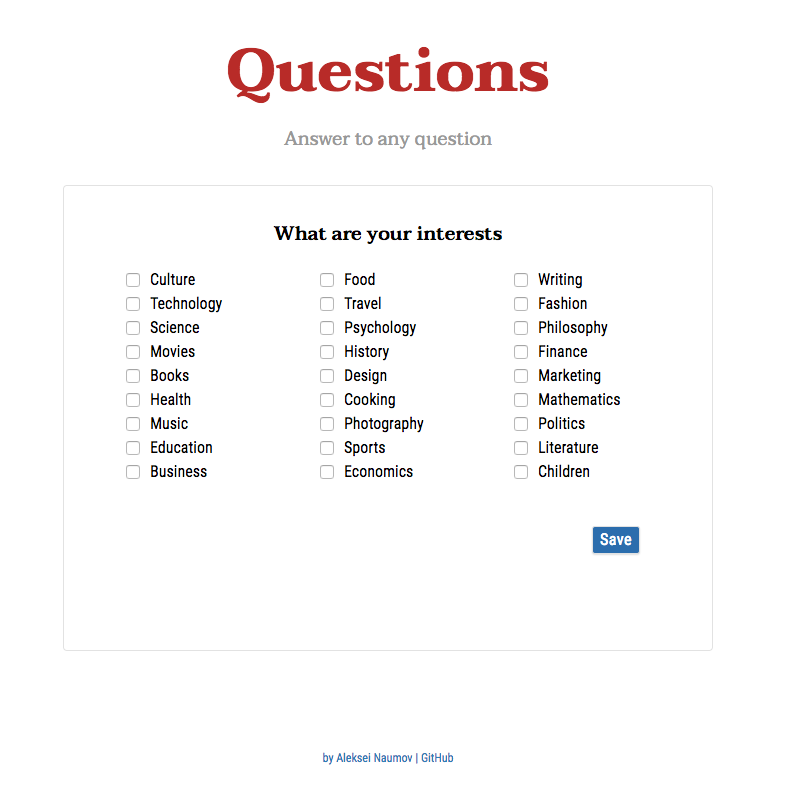 Questions
Answer to any question
What are your interests
Culture
Technology
Science
Movies
Books
Health
Music
Education
Business
Food
Travel
Psychology
History
Design
Cooking
Photography
Sports
Economics
Writing
Fashion
Philosophy
Finance
Marketing
Mathematics
Politics
Literature
Children
Save
by Aleksei Naumov | GitHub